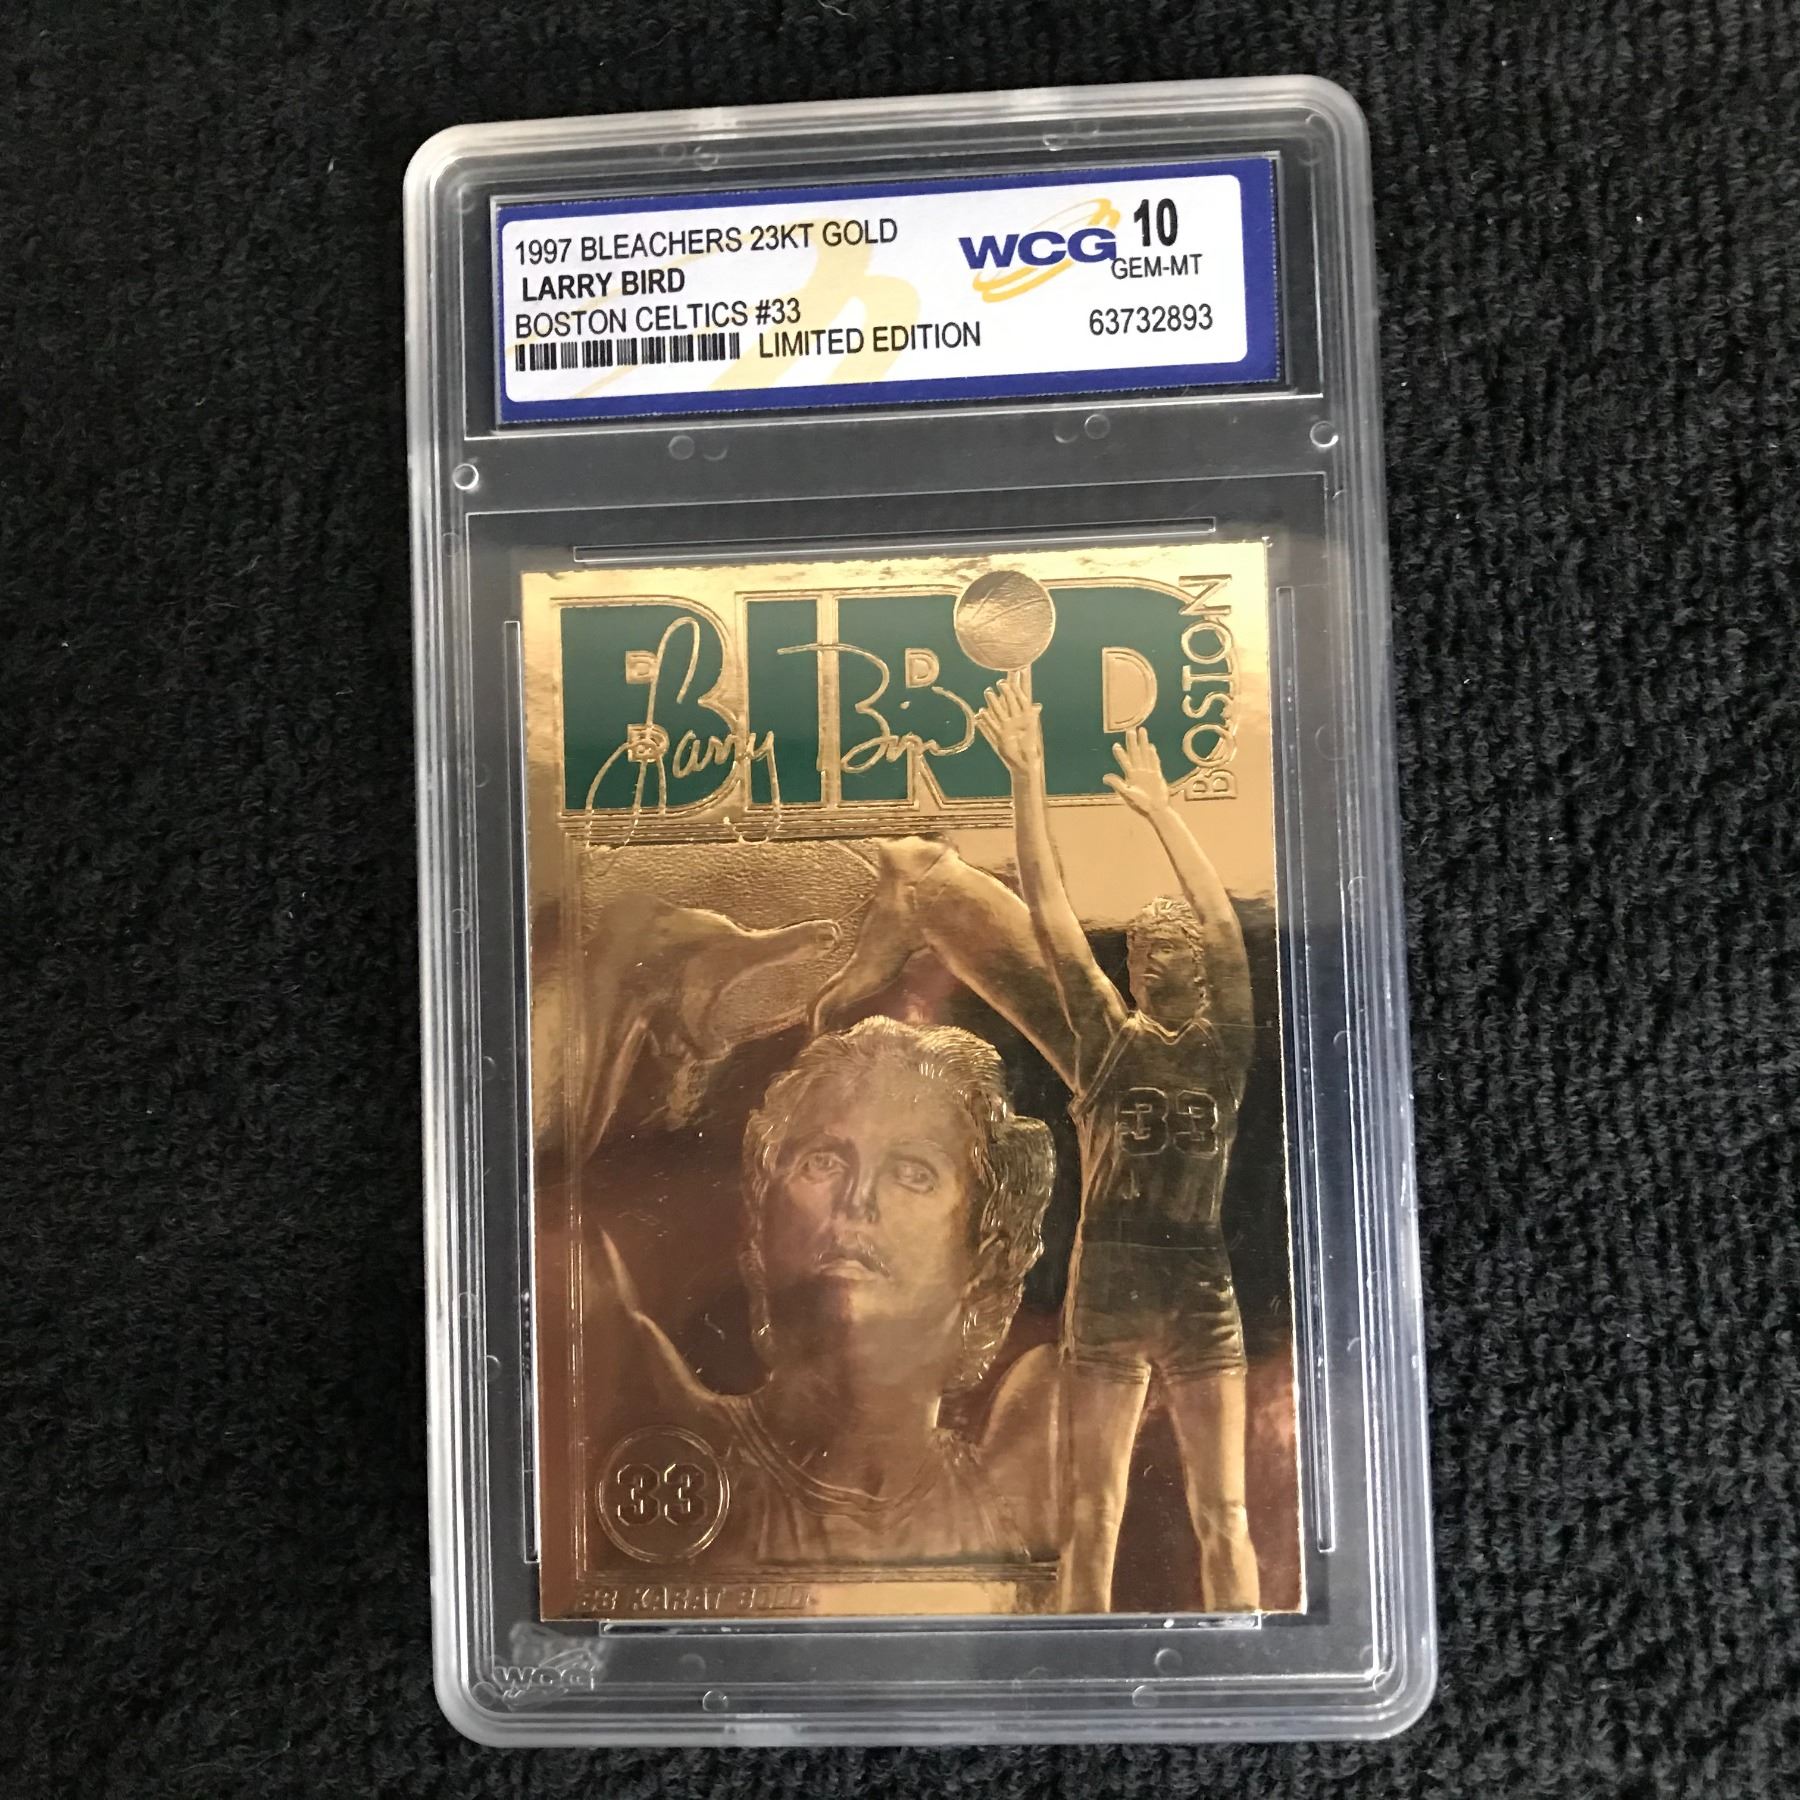 1997 BLEACHERS 23KT GOLD
LARRY BIRD
BOSTON CELTICS #33
LIMITED EDITION
WCG 10
GEM-MT
63732893
BIRD
BOSTON
Larry Bird
33
33
23 KARAT GOLD
WCG